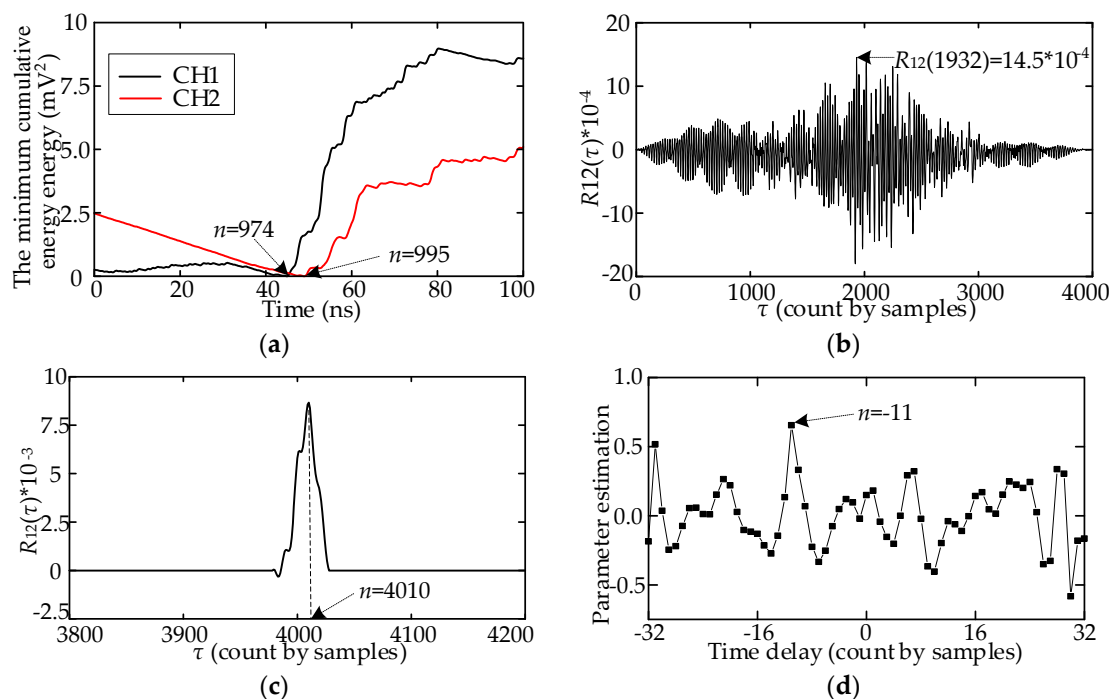 The minimum cumulative
energy energy (mV²)
10
7.5
5.0
2.5
0
CH1
CH2
n=974
n=995
0 20 40 60 80 100
Time (ns)
(a)
R12(τ)*10⁻⁴
20
10
0
-10
-20
R₁₂(1932)=14.5*10⁻⁴
0 1000 2000 3000 4000
τ (count by samples)
(b)
R₁₂(τ)*10⁻³
10
7.5
5
2.5
0
-2.5
n=4010
3800 3900 4000 4100 4200
τ (count by samples)
(c)
Parameter estimation
1.0
0.5
0.0
-0.5
n=-11
-32 -16 0 16 32
Time delay (count by samples)
(d)